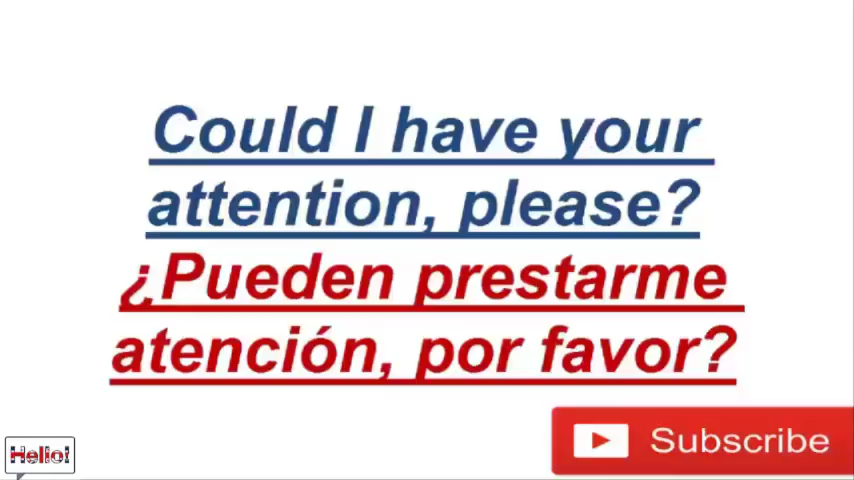 Could I have your
attention, please?
¿Pueden prestarme
atención, por favor?
Subscribe
Hello!